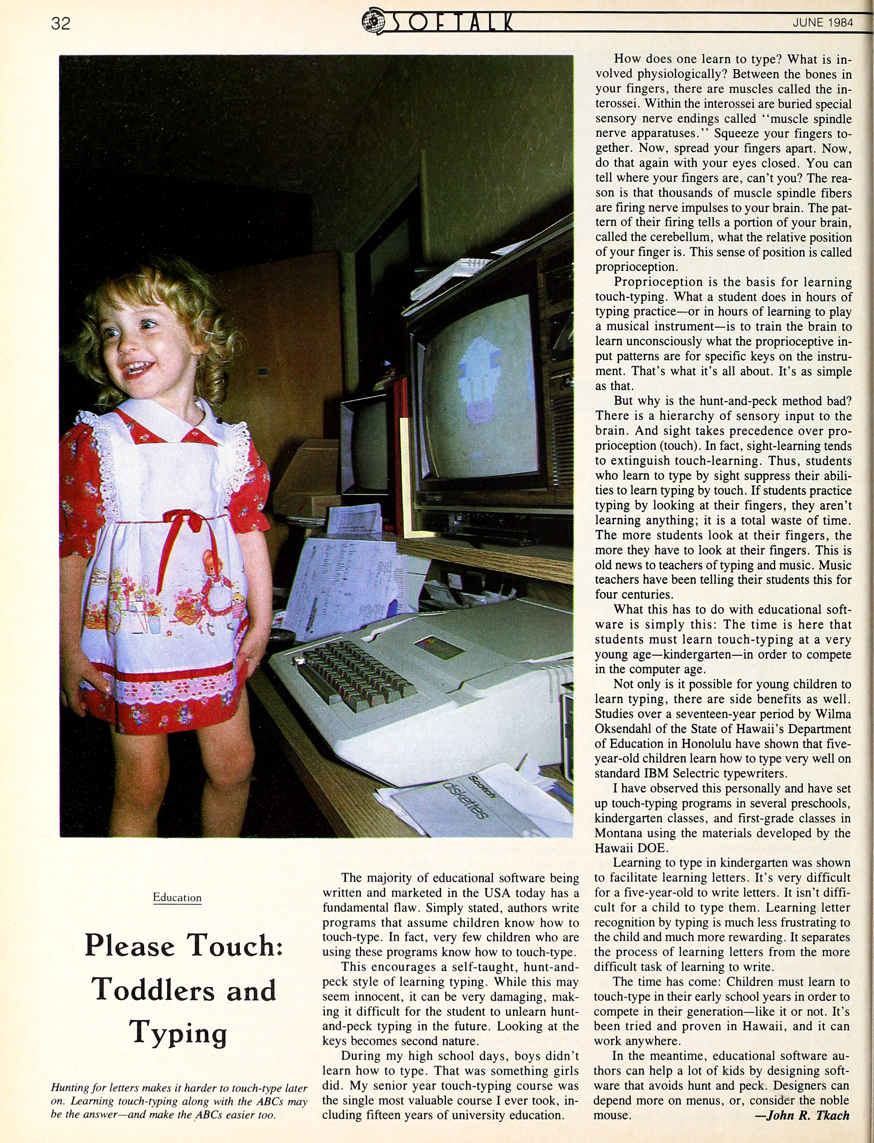 32
SOFTALK
JUNE 1984
Scotch
diskettes
Education
Please Touch:
Toddlers and
Typing
Hunting for letters makes it harder to touch-type later
on. Learning touch-typing along with the ABCs may
be the answer—and make the ABCs easier too.
The majority of educational software being
written and marketed in the USA today has a
fundamental flaw. Simply stated, authors write
programs that assume children know how to
touch-type. In fact, very few children who are
using these programs know how to touch-type.
This encourages a self-taught, hunt-and-
peck style of learning typing. While this may
seem innocent, it can be very damaging, mak-
ing it difficult for the student to unlearn hunt-
and-peck typing in the future. Looking at the
keys becomes second nature.
During my high school days, boys didn't
learn how to type. That was something girls
did. My senior year touch-typing course was
the single most valuable course I ever took, in-
cluding fifteen years of university education.
How does one learn to type? What is in-
volved physiologically? Between the bones in
your fingers, there are muscles called the in-
terossei. Within the interossei are buried special
sensory nerve endings called "muscle spindle
nerve apparatuses." Squeeze your fingers to-
gether. Now, spread your fingers apart. Now,
do that again with your eyes closed. You can
tell where your fingers are, can't you? The rea-
son is that thousands of muscle spindle fibers
are firing nerve impulses to your brain. The pat-
tern of their firing tells a portion of your brain,
called the cerebellum, what the relative position
of your finger is. This sense of position is called
proprioception.
Proprioception is the basis for learning
touch-typing. What a student does in hours of
typing practice—or in hours of learning to play
a musical instrument—is to train the brain to
learn unconsciously what the proprioceptive in-
put patterns are for specific keys on the instru-
ment. That's what it's all about. It's as simple
as that.
But why is the hunt-and-peck method bad?
There is a hierarchy of sensory input to the
brain. And sight takes precedence over pro-
prioception (touch). In fact, sight-learning tends
to extinguish touch-learning. Thus, students
who learn to type by sight suppress their abili-
ties to learn typing by touch. If students practice
typing by looking at their fingers, they aren't
learning anything; it is a total waste of time.
The more students look at their fingers, the
more they have to look at their fingers. This is
old news to teachers of typing and music. Music
teachers have been telling their students this for
four centuries.
What this has to do with educational soft-
ware is simply this: The time is here that
students must learn touch-typing at a very
young age—kindergarten—in order to compete
in the computer age.
Not only is it possible for young children to
learn typing, there are side benefits as well.
Studies over a seventeen-year period by Wilma
Oksendahl of the State of Hawaii's Department
of Education in Honolulu have shown that five-
year-old children learn how to type very well on
standard IBM Selectric typewriters.
I have observed this personally and have set
up touch-typing programs in several preschools,
kindergarten classes, and first-grade classes in
Montana using the materials developed by the
Hawaii DOE.
Learning to type in kindergarten was shown
to facilitate learning letters. It's very difficult
for a five-year-old to write letters. It isn't diffi-
cult for a child to type them. Learning letter
recognition by typing is much less frustrating to
the child and much more rewarding. It separates
the process of learning letters from the more
difficult task of learning to write.
The time has come: Children must learn to
touch-type in their early school years in order to
compete in their generation—like it or not. It's
been tried and proven in Hawaii, and it can
work anywhere.
In the meantime, educational software au-
thors can help a lot of kids by designing soft-
ware that avoids hunt and peck. Designers can
depend more on menus, or, consider the noble
mouse. —John R. Tkach